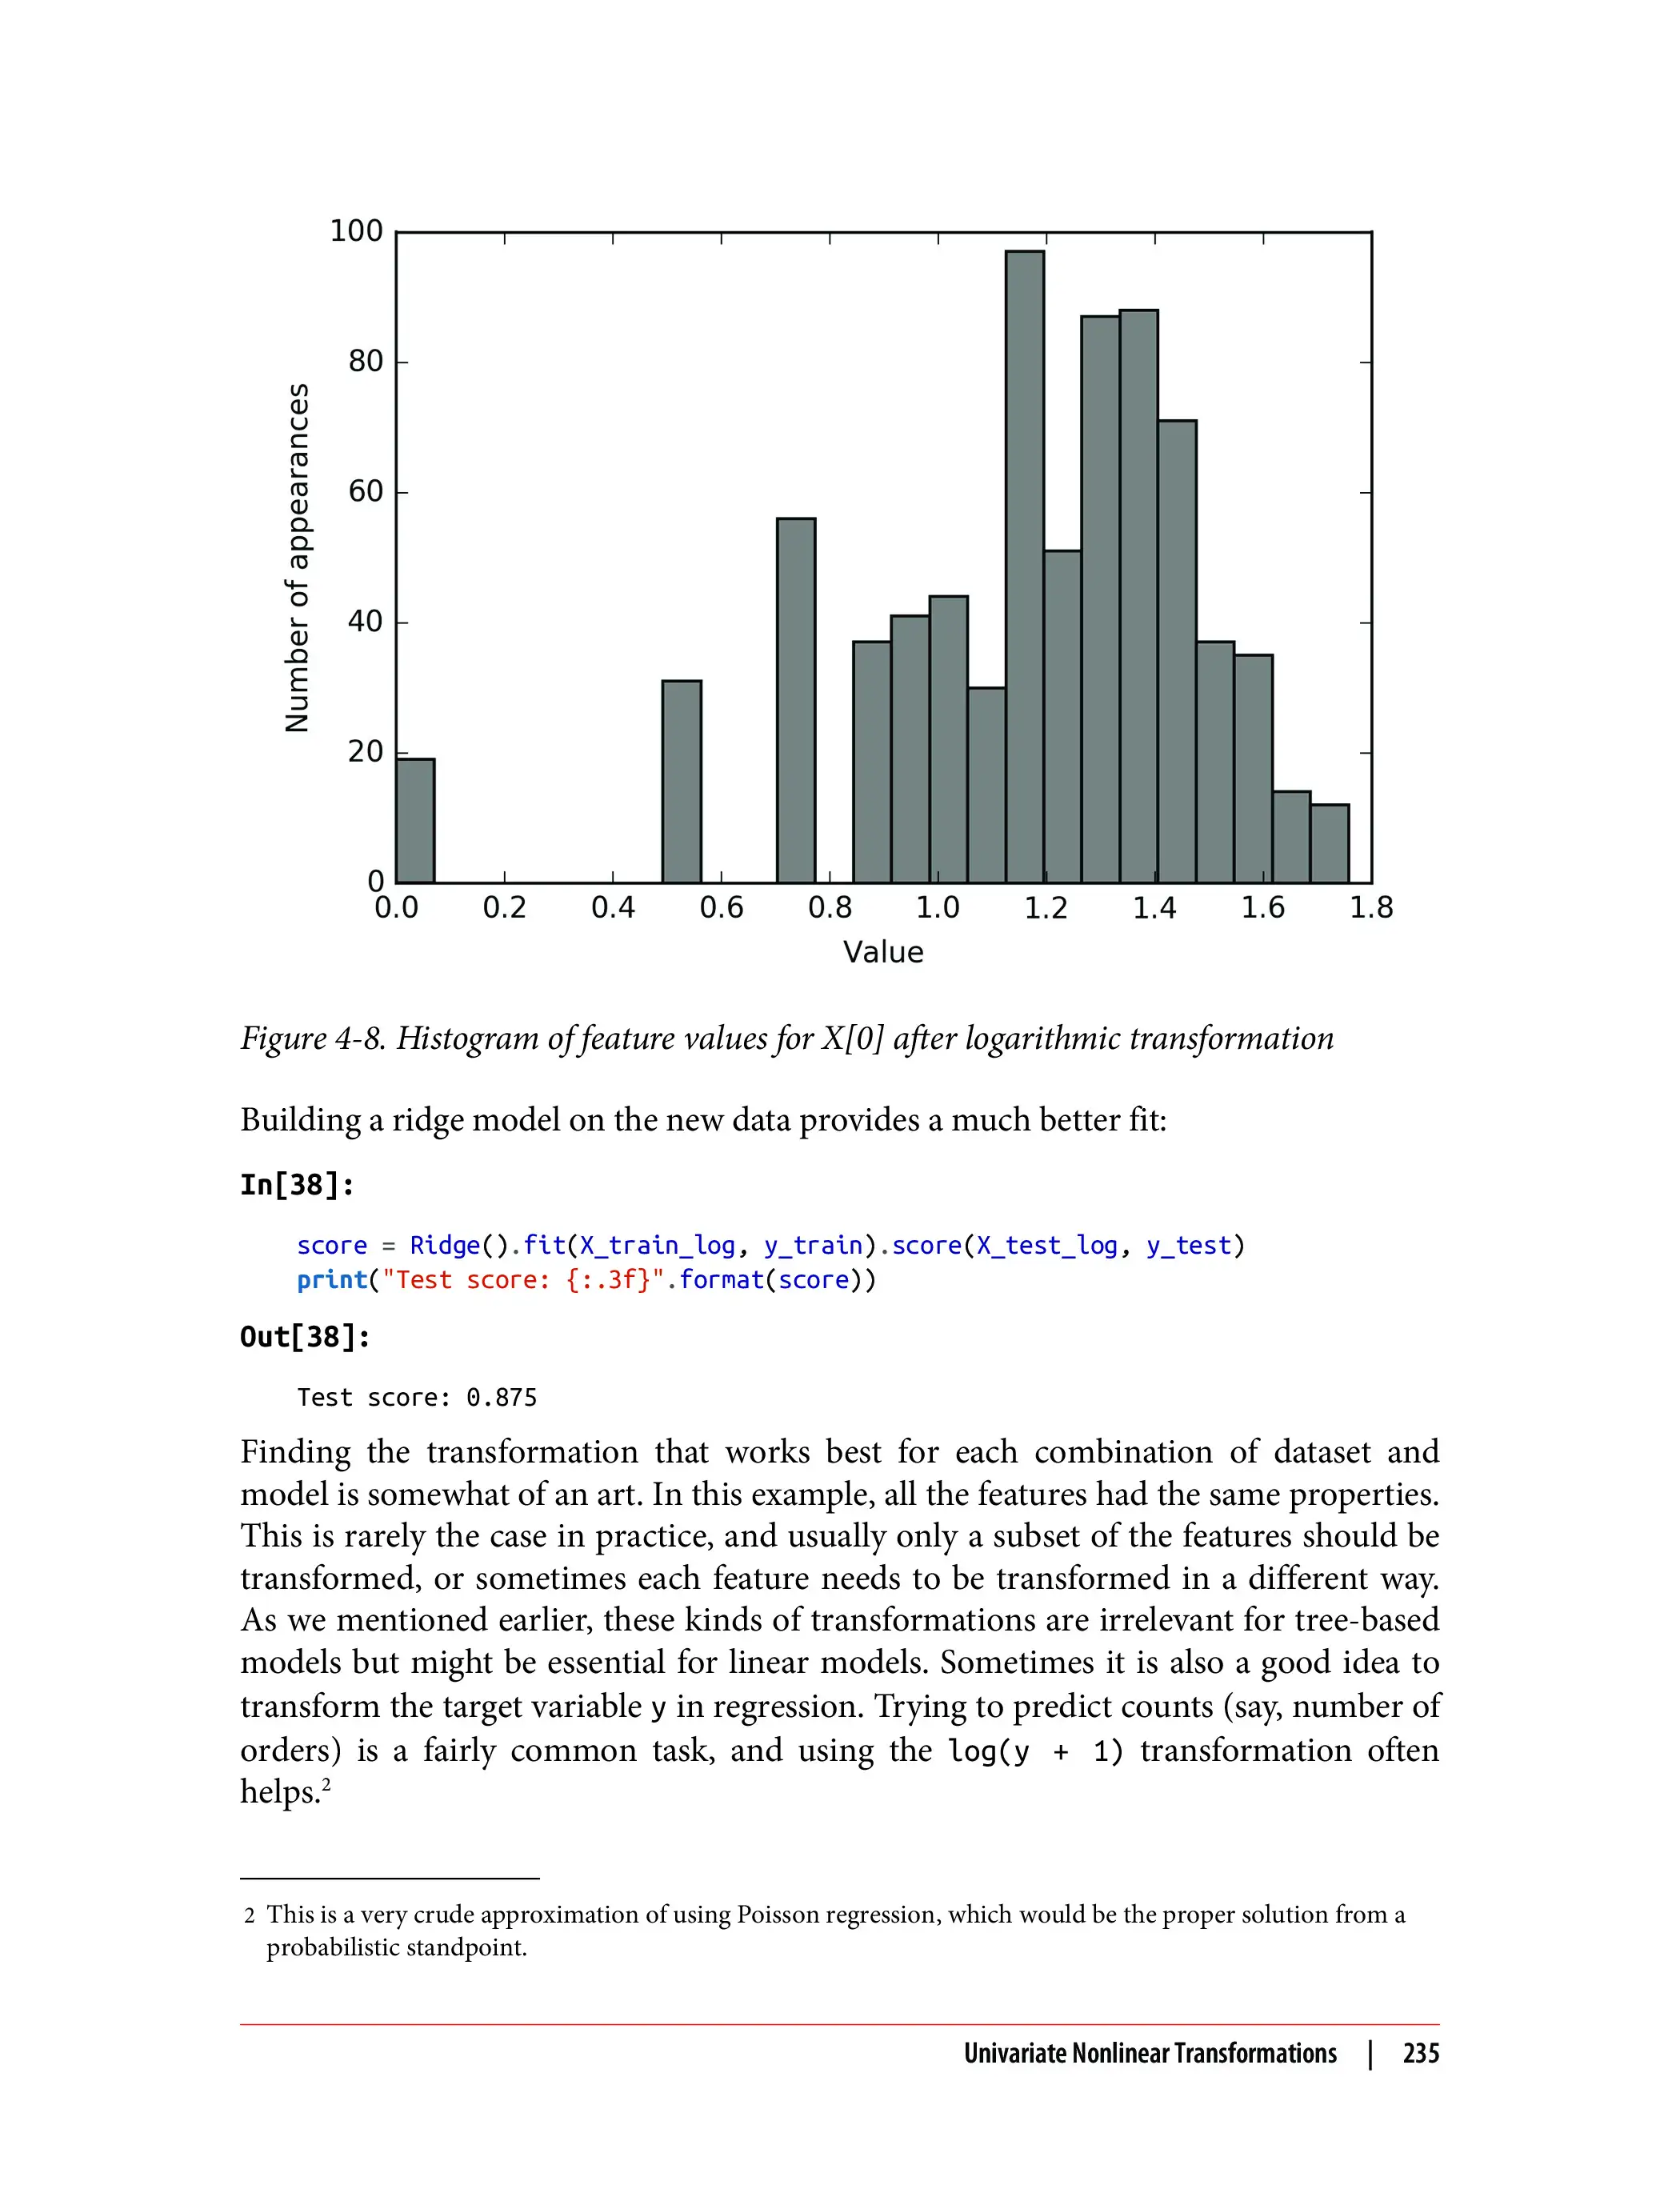 100
80
60
40
20
0
Number of appearances
0.0 0.2 0.4 0.6 0.8 1.0 1.2 1.4 1.6 1.8
Value
Figure 4-8. Histogram of feature values for X[0] after logarithmic transformation
Building a ridge model on the new data provides a much better fit:
In[38]:
score = Ridge().fit(X_train_log, y_train).score(X_test_log, y_test)
print("Test score: {:.3f}".format(score))
Out[38]:
Test score: 0.875
Finding the transformation that works best for each combination of dataset and
model is somewhat of an art. In this example, all the features had the same properties.
This is rarely the case in practice, and usually only a subset of the features should be
transformed, or sometimes each feature needs to be transformed in a different way.
As we mentioned earlier, these kinds of transformations are irrelevant for tree-based
models but might be essential for linear models. Sometimes it is also a good idea to
transform the target variable y in regression. Trying to predict counts (say, number of
orders) is a fairly common task, and using the log(y + 1) transformation often
helps.²
2 This is a very crude approximation of using Poisson regression, which would be the proper solution from a
probabilistic standpoint.
Univariate Nonlinear Transformations | 235